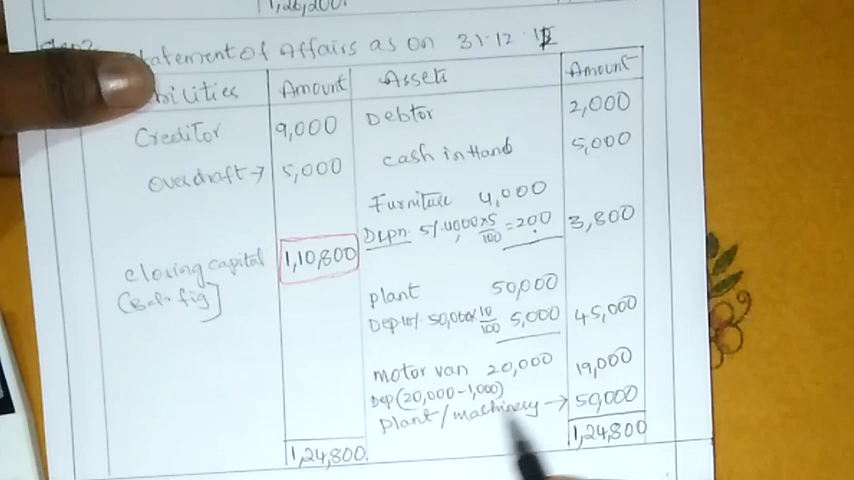 1,26,200.
Statement of Affairs as on 31.12.12
bilities Amount Assets Amount
Creditor 9,000 Debtor 2,000
Overdraft → 5,000 cash in Hand 5,000
Furniture 4,000
Depn 5% 4000×5/100 = 200 3,800
closing capital 1,10,800
(Bal. fig)
plant 50,000
Dep 10% 50,000×10/100 5,000 45,000
motor van 20,000 19,000
Dep (20,000-1,000)
plant/machinery → 50,000
1,24,800. 1,24,800